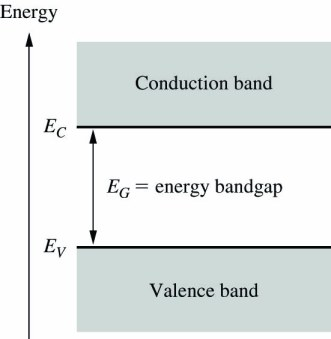 Energy
Conduction band
E_C
E_G = energy bandgap
E_V
Valence band